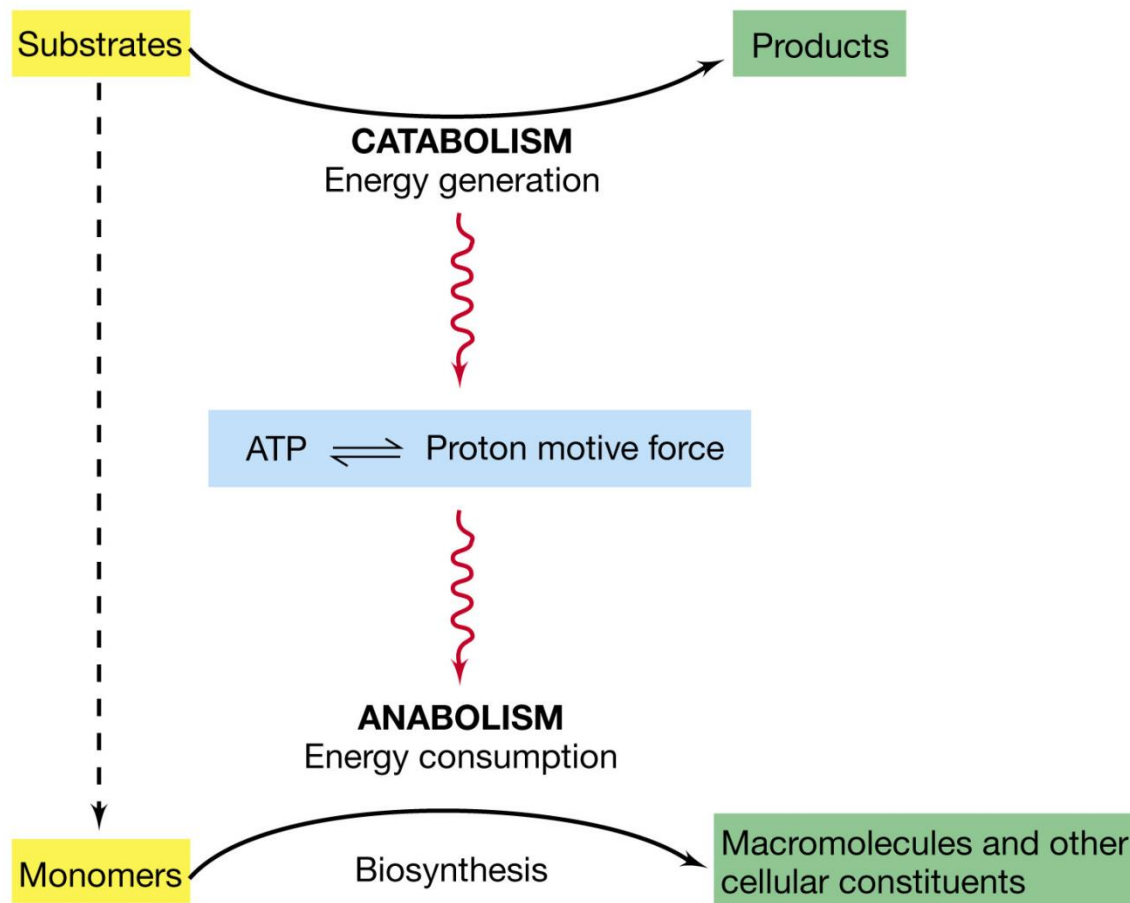 Substrates
Products
CATABOLISM
Energy generation
ATP ⇌ Proton motive force
ANABOLISM
Energy consumption
Monomers
Biosynthesis
Macromolecules and other
cellular constituents